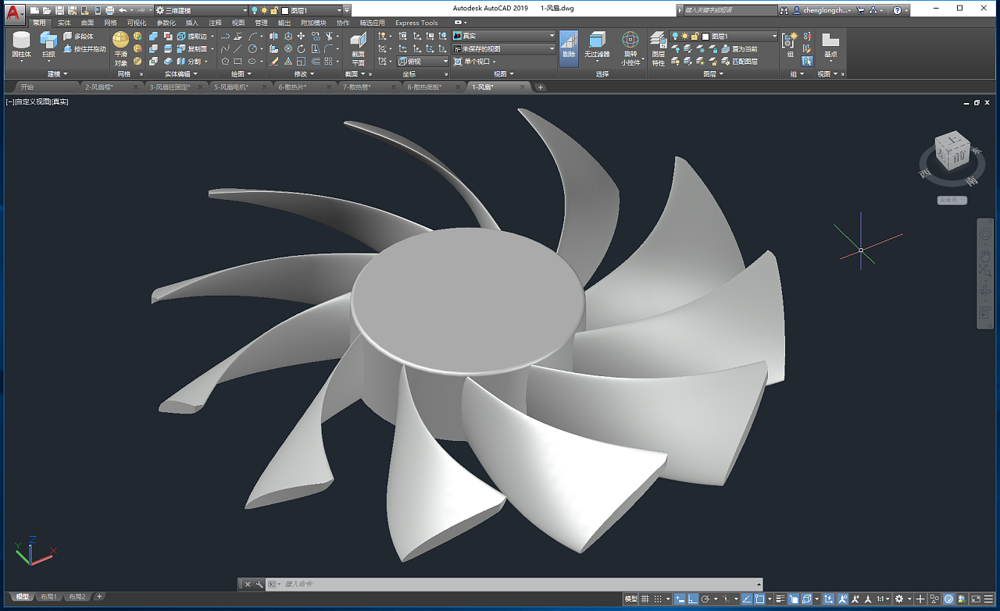 三维建模
图层1
Autodesk AutoCAD 2019 1-风扇.dwg
键入关键字或短语
chenglongch...
常用 实体 曲面 网格 可视化 参数化 插入 注释 视图 管理 输出 附加模块 协作 精选应用 Express Tools
圆柱体
扫掠
多段体
按住并拖动
平滑
对象
提取边
复制面
分割
截面
平面
俯视
真实
未保存的视图
单个视口
剔除
无过滤器
旋转
小控件
图层
特性
图层1
置为当前
匹配图层
组
基点
建模 网格 实体编辑 绘图 修改 截面 坐标 视图 选择 图层 组 视图
开始 2-风扇框* 3-风扇扇固定* 5-风扇电机* 6-散热片* 7-散热管* 8-散热底板* 1-风扇*
[−][自定义视图][真实]
上
前
东
西
南
未命名
Z
Y
X
键入命令
模型 布局1 布局2 +
模型
1:1